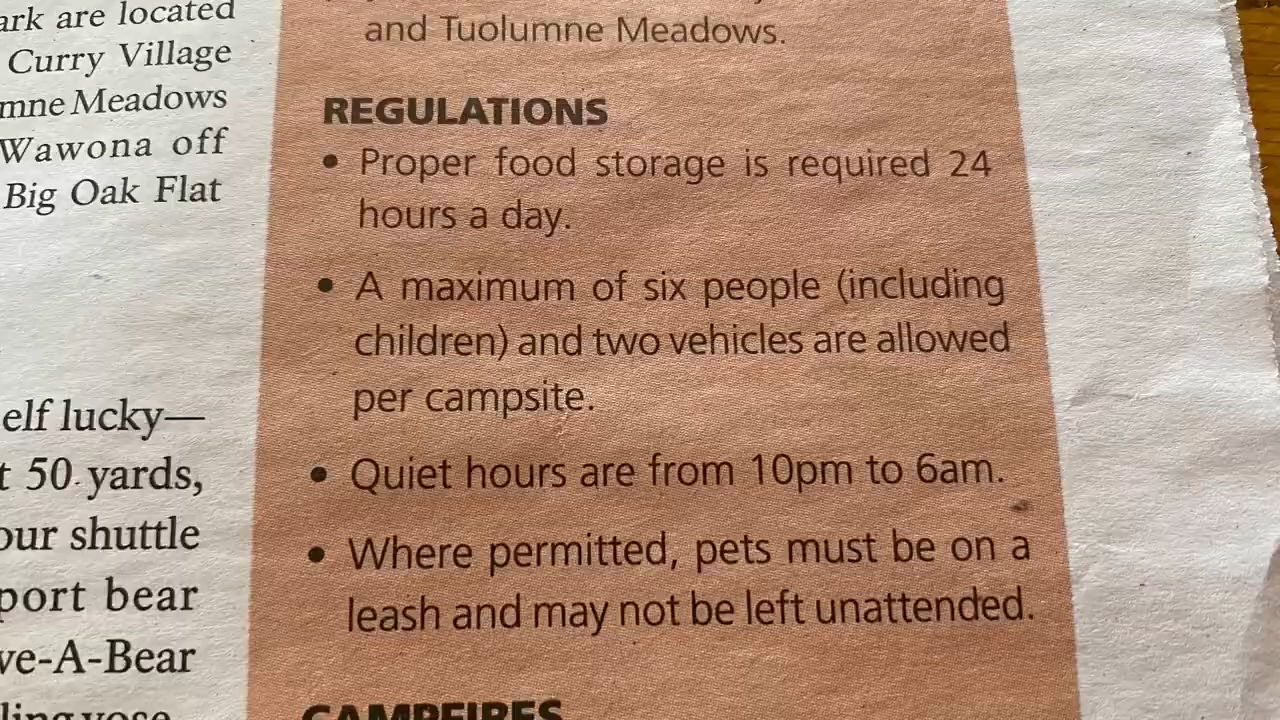 ark are located
Curry Village
mne Meadows
Wawona off
Big Oak Flat
elf lucky—
t 50 yards,
our shuttle
port bear
ve-A-Bear
ling yose
and Tuolumne Meadows.
REGULATIONS
• Proper food storage is required 24
hours a day.
• A maximum of six people (including
children) and two vehicles are allowed
per campsite.
• Quiet hours are from 10pm to 6am.
• Where permitted, pets must be on a
leash and may not be left unattended.
CAMPFIRES